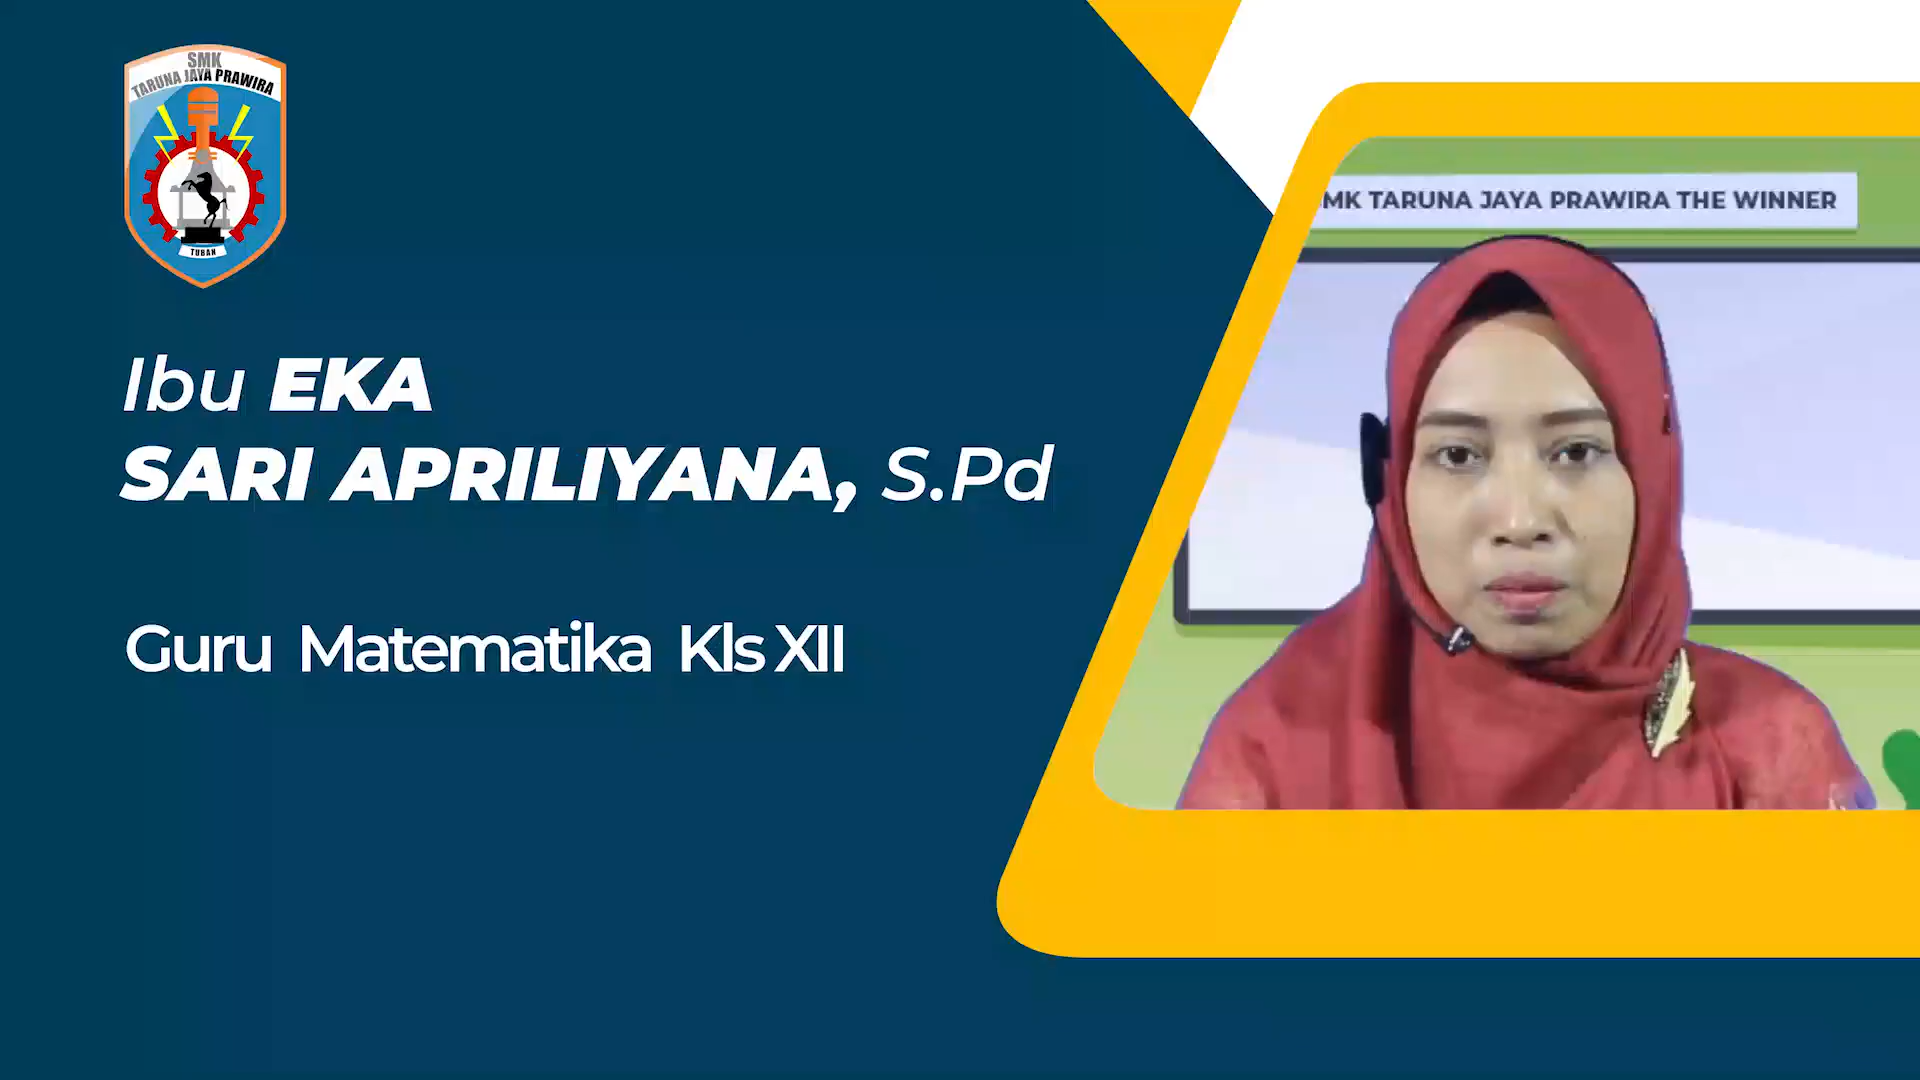 SMK
TARUNA JAYA PRAWIRA
TUBAN
Ibu EKA
SARI APRILIYANA, S.Pd
Guru Matematika Kls XII
MK TARUNA JAYA PRAWIRA THE WINNER